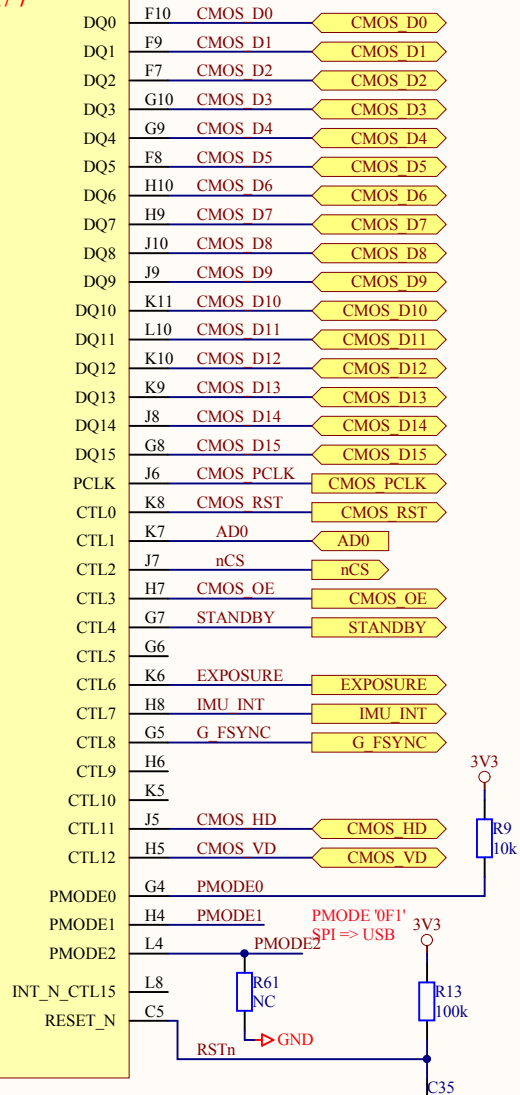 DQ0 F10 CMOS_D0 CMOS_D0
DQ1 F9 CMOS_D1 CMOS_D1
DQ2 F7 CMOS_D2 CMOS_D2
DQ3 G10 CMOS_D3 CMOS_D3
DQ4 G9 CMOS_D4 CMOS_D4
DQ5 F8 CMOS_D5 CMOS_D5
DQ6 H10 CMOS_D6 CMOS_D6
DQ7 H9 CMOS_D7 CMOS_D7
DQ8 J10 CMOS_D8 CMOS_D8
DQ9 J9 CMOS_D9 CMOS_D9
DQ10 K11 CMOS_D10 CMOS_D10
DQ11 L10 CMOS_D11 CMOS_D11
DQ12 K10 CMOS_D12 CMOS_D12
DQ13 K9 CMOS_D13 CMOS_D13
DQ14 J8 CMOS_D14 CMOS_D14
DQ15 G8 CMOS_D15 CMOS_D15
PCLK J6 CMOS_PCLK CMOS_PCLK
CTL0 K8 CMOS_RST CMOS_RST
CTL1 K7 AD0 AD0
CTL2 J7 nCS nCS
CTL3 H7 CMOS_OE CMOS_OE
CTL4 G7 STANDBY STANDBY
CTL5 G6
CTL6 K6 EXPOSURE EXPOSURE
CTL7 H8 IMU_INT IMU_INT
CTL8 G5 G_FSYNC G_FSYNC
CTL9 H6
3V3
CTL10 K5
CTL11 J5 CMOS_HD CMOS_HD R9
10k
CTL12 H5 CMOS_VD CMOS_VD
PMODE0 G4 PMODE0
PMODE1 H4 PMODE1 PMODE '0F1' 3V3
SPI => USB
PMODE2 L4 PMODE2
INT_N_CTL15 L8 R61 R13
NC 100k
RESET_N C5
GND
RSTn
C35